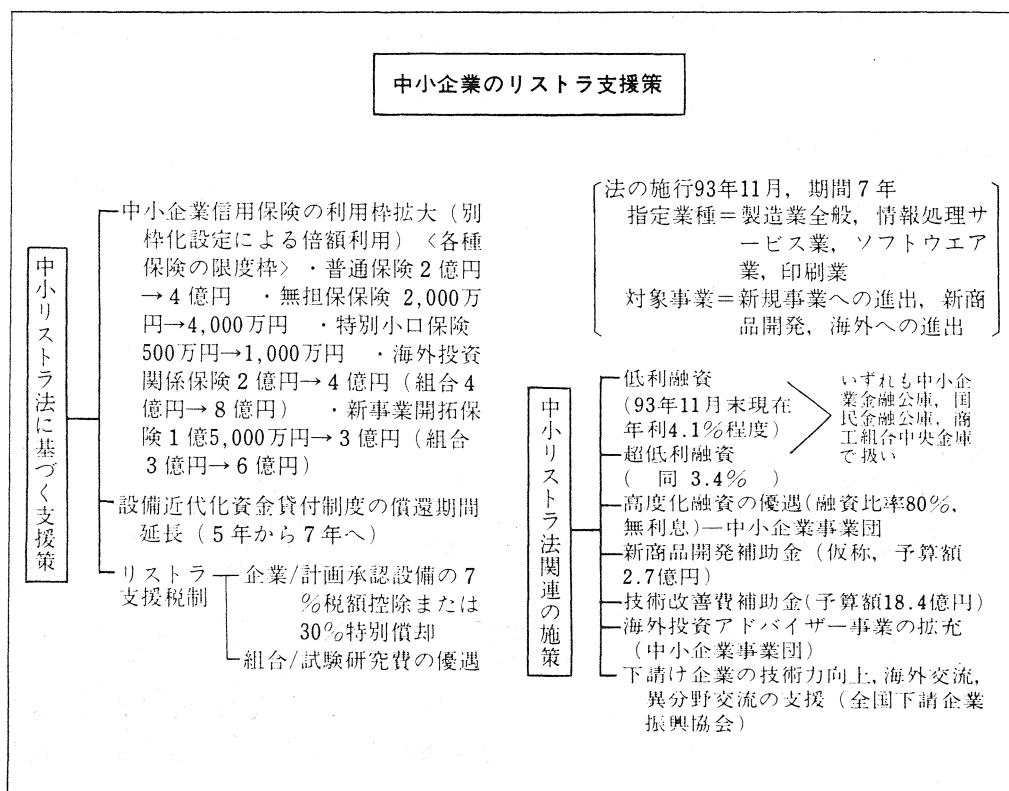 中小企業のリストラ支援策
中小リストラ法に基づく支援策
中小企業信用保険の利用枠拡大（別
枠化設定による倍額利用）〈各種
保険の限度枠〉・普通保険2億円
→4億円　・無担保保険 2,000万
円→4,000万円　・特別小口保険
500万円→1,000万円　・海外投資
関係保険2億円→4億円（組合4
億円→8億円）　・新事業開拓保
険1億5,000万円→3億円（組合
3億円→6億円）
設備近代化資金貸付制度の償還期間
延長（5年から7年へ）
リストラ
支援税制
企業/計画承認設備の7
％税額控除または
30％特別償却
組合/試験研究費の優遇
法の施行93年11月，期間7年
指定業種＝製造業全般，情報処理サ
ービス業，ソフトウエア
業，印刷業
対象事業＝新規事業への進出，新商
品開発，海外への進出
中小リストラ法関連の施策
低利融資
(93年11月末現在
年利4.1％程度)
超低利融資
(　同 3.4％　)
いずれも中小企
業金融公庫，国
民金融公庫，商
工組合中央金庫
で扱い
高度化融資の優遇(融資比率80％，
無利息)―中小企業事業団
新商品開発補助金（仮称，予算額
2.7億円）
技術改善費補助金(予算額18.4億円)
海外投資アドバイザー事業の拡充
（中小企業事業団）
下請け企業の技術力向上，海外交流，
異分野交流の支援（全国下請企業
振興協会）